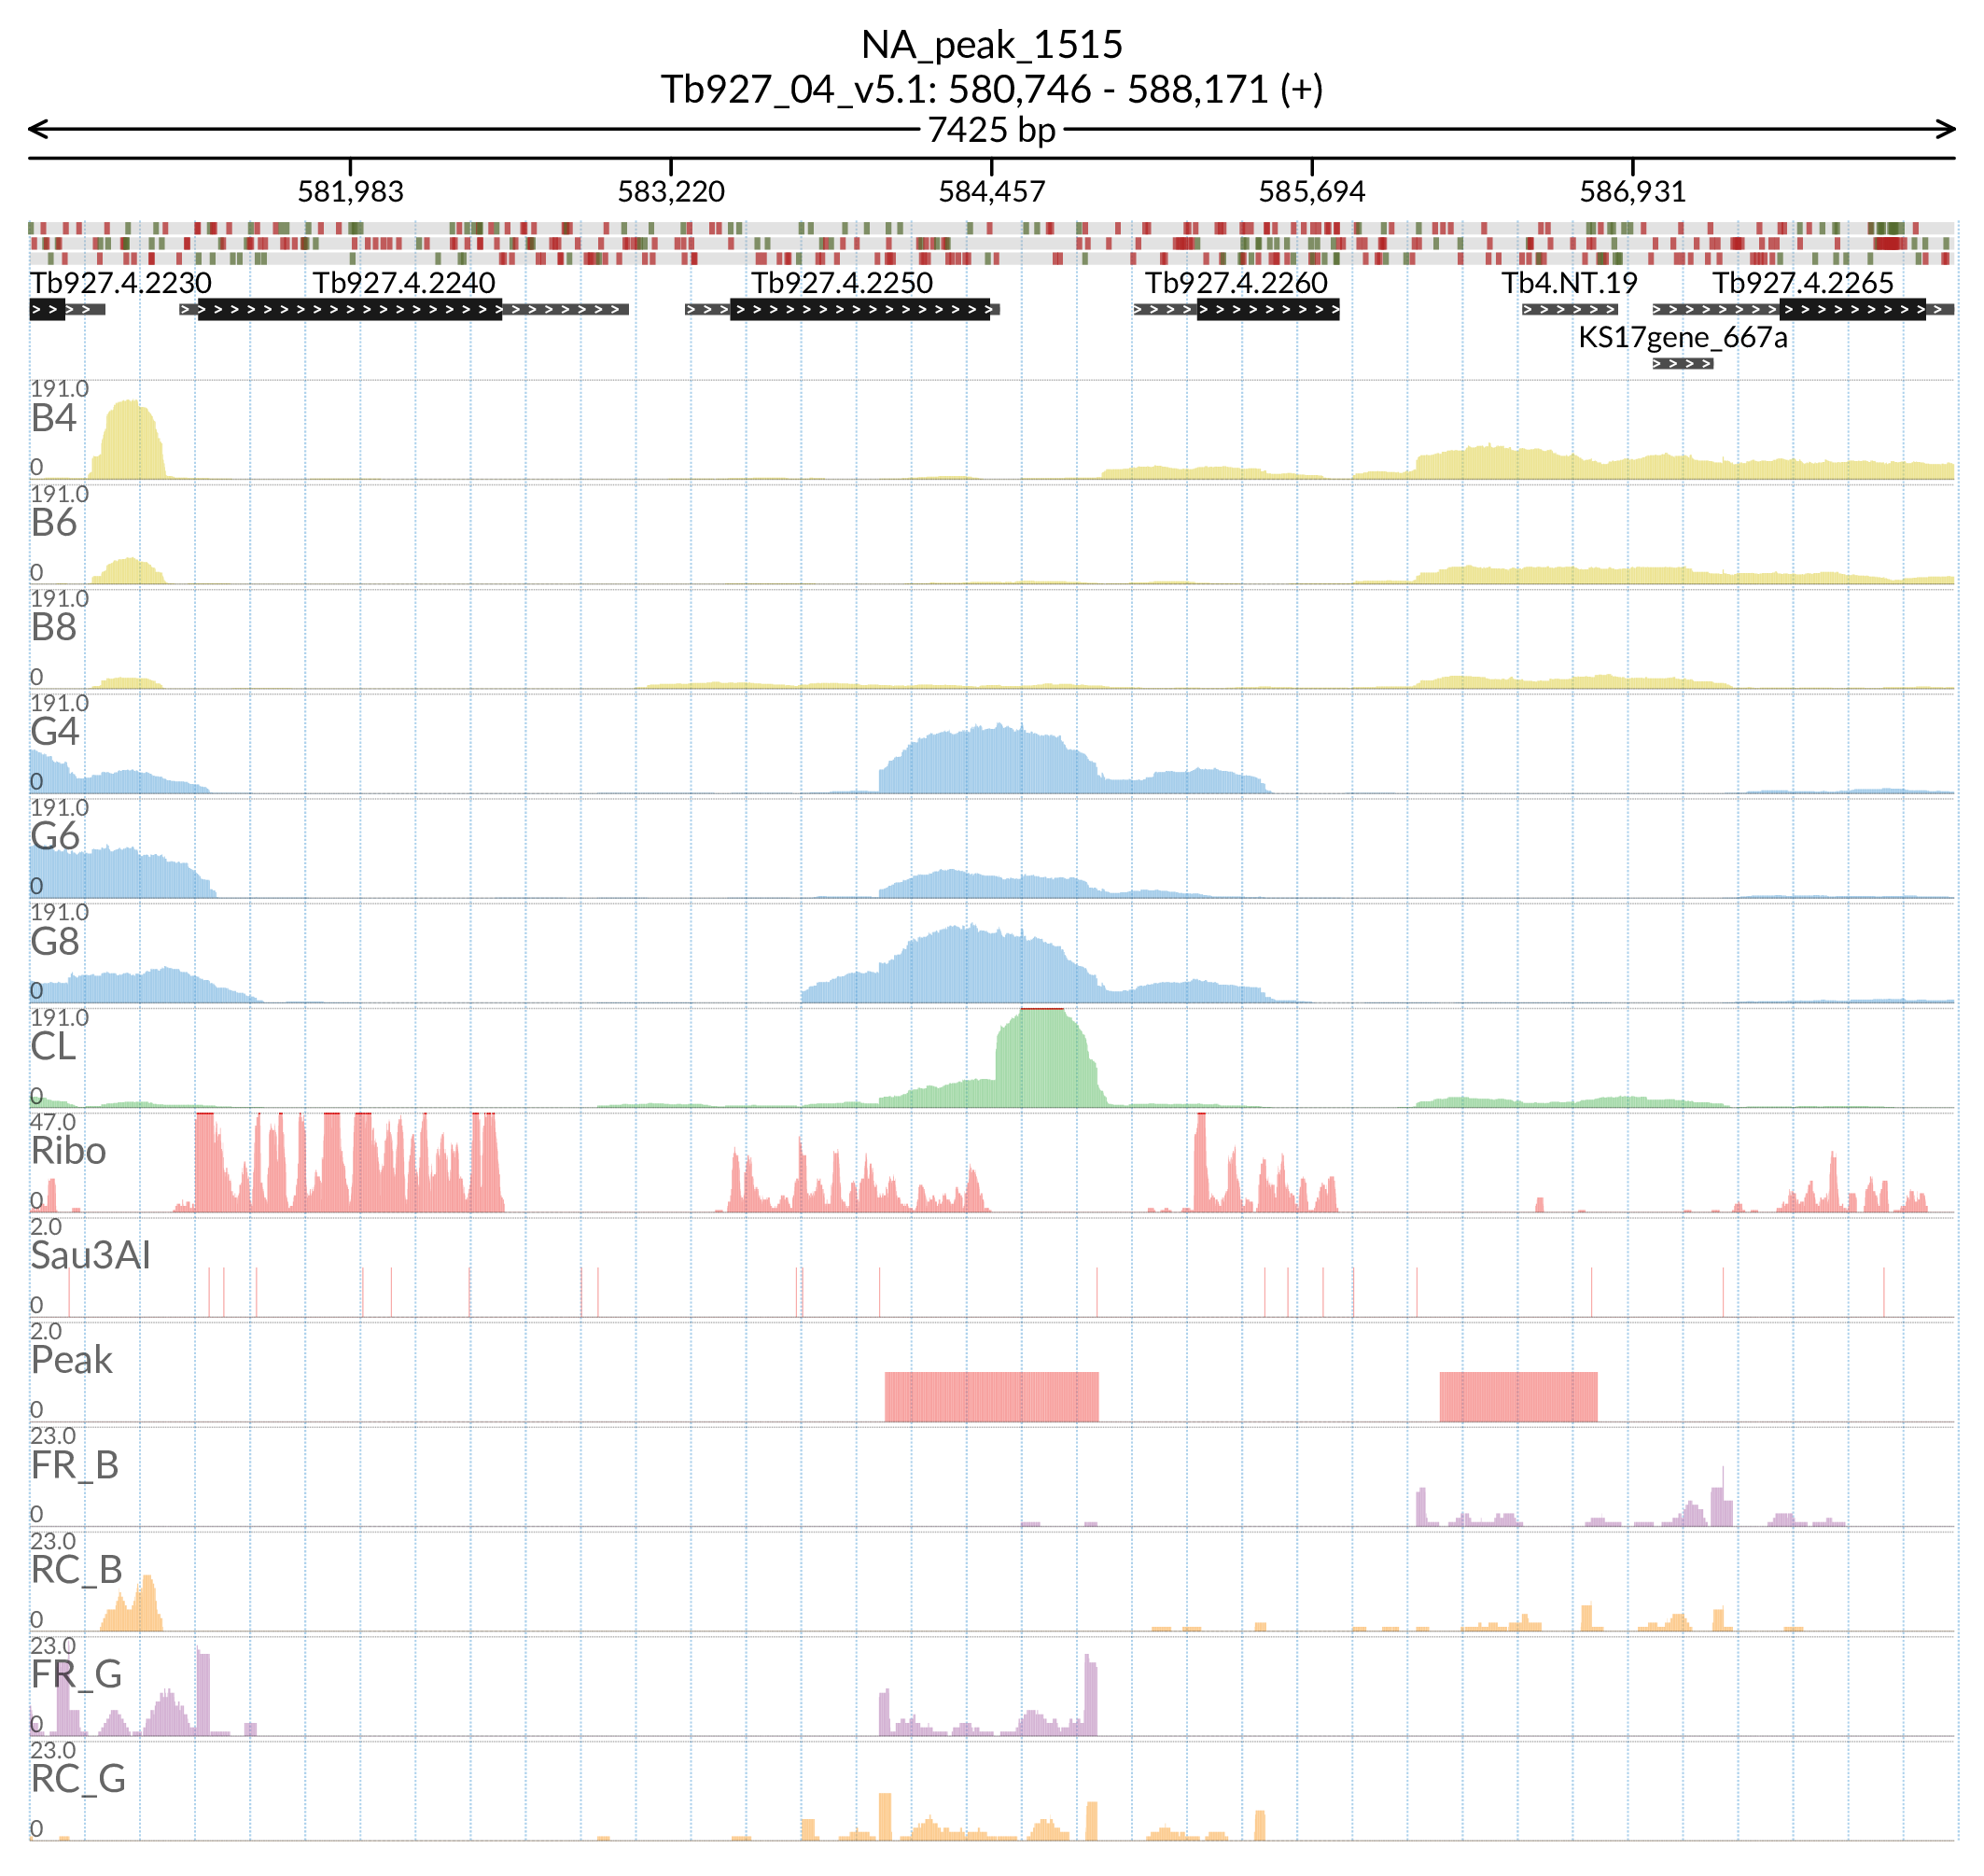 NA_peak_1515
Tb927_04_v5.1: 580,746 - 588,171 (+)
7425 bp
581,983 583,220 584,457 585,694 586,931
Tb927.4.2230 Tb927.4.2240 Tb927.4.2250 Tb927.4.2260 Tb4.NT.19 Tb927.4.2265
KS17gene_667a
191.0
B4
0
191.0
B6
0
191.0
B8
0
191.0
G4
0
191.0
G6
0
191.0
G8
0
191.0
CL
0
47.0
Ribo
0
2.0
Sau3AI
0
2.0
Peak
0
23.0
FR_B
0
23.0
RC_B
0
23.0
FR_G
0
23.0
RC_G
0